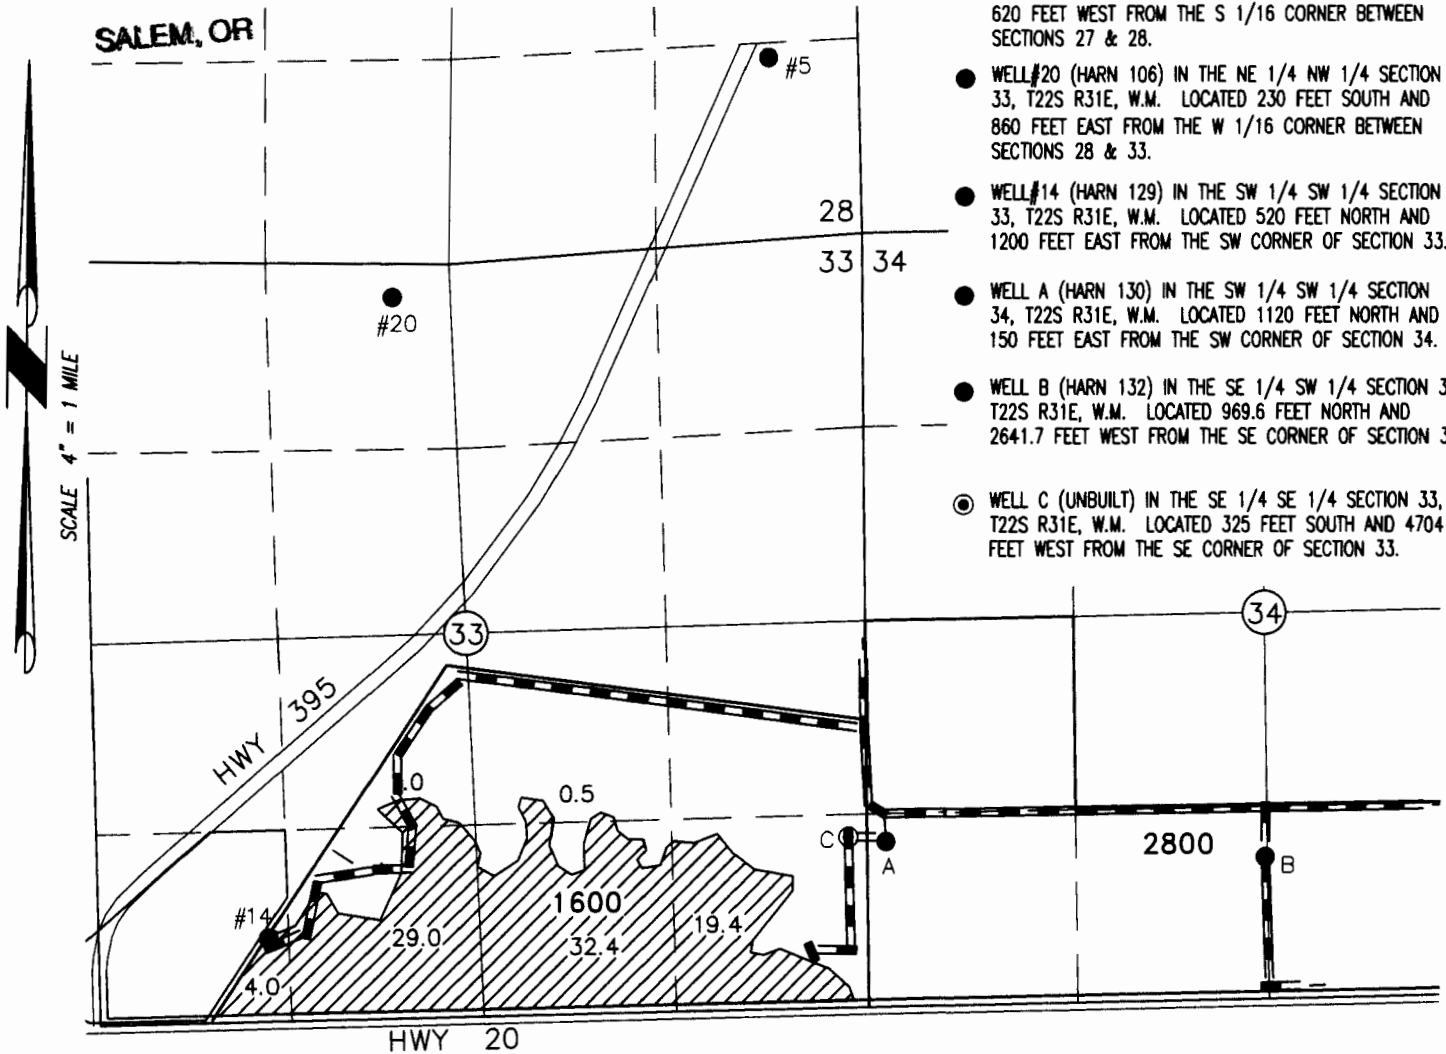 SALEM, OR
620 FEET WEST FROM THE S 1/16 CORNER BETWEEN
SECTIONS 27 & 28.
WELL#20 (HARN 106) IN THE NE 1/4 NW 1/4 SECTION
33, T22S R31E, W.M. LOCATED 230 FEET SOUTH AND
860 FEET EAST FROM THE W 1/16 CORNER BETWEEN
SECTIONS 28 & 33.
WELL#14 (HARN 129) IN THE SW 1/4 SW 1/4 SECTION
33, T22S R31E, W.M. LOCATED 520 FEET NORTH AND
1200 FEET EAST FROM THE SW CORNER OF SECTION 33.
WELL A (HARN 130) IN THE SW 1/4 SW 1/4 SECTION
34, T22S R31E, W.M. LOCATED 1120 FEET NORTH AND
150 FEET EAST FROM THE SW CORNER OF SECTION 34.
WELL B (HARN 132) IN THE SE 1/4 SW 1/4 SECTION 3
T22S R31E, W.M. LOCATED 969.6 FEET NORTH AND
2641.7 FEET WEST FROM THE SE CORNER OF SECTION 3
WELL C (UNBUILT) IN THE SE 1/4 SE 1/4 SECTION 33,
T22S R31E, W.M. LOCATED 325 FEET SOUTH AND 4704
FEET WEST FROM THE SE CORNER OF SECTION 33.
#5
28
33 34
#20
N
SCALE 4" = 1 MILE
33
34
HWY 395
.0
0.5
C
A
2800
B
#14
1600
29.0
32.4
19.4
4.0
HWY 20